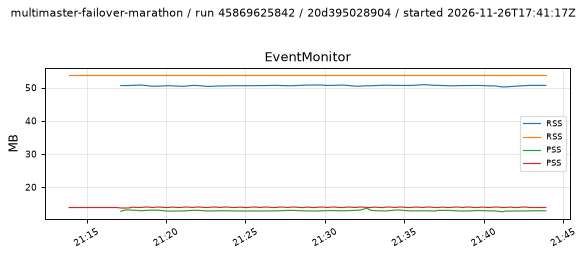 multimaster-failover-marathon / run 45869625842 / 20d395028904 / started 2026-11-26T17:41:17Z
EventMonitor
MB
50
40
30
20
RSS
RSS
PSS
PSS
21:15
21:20
21:25
21:30
21:35
21:40
21:45